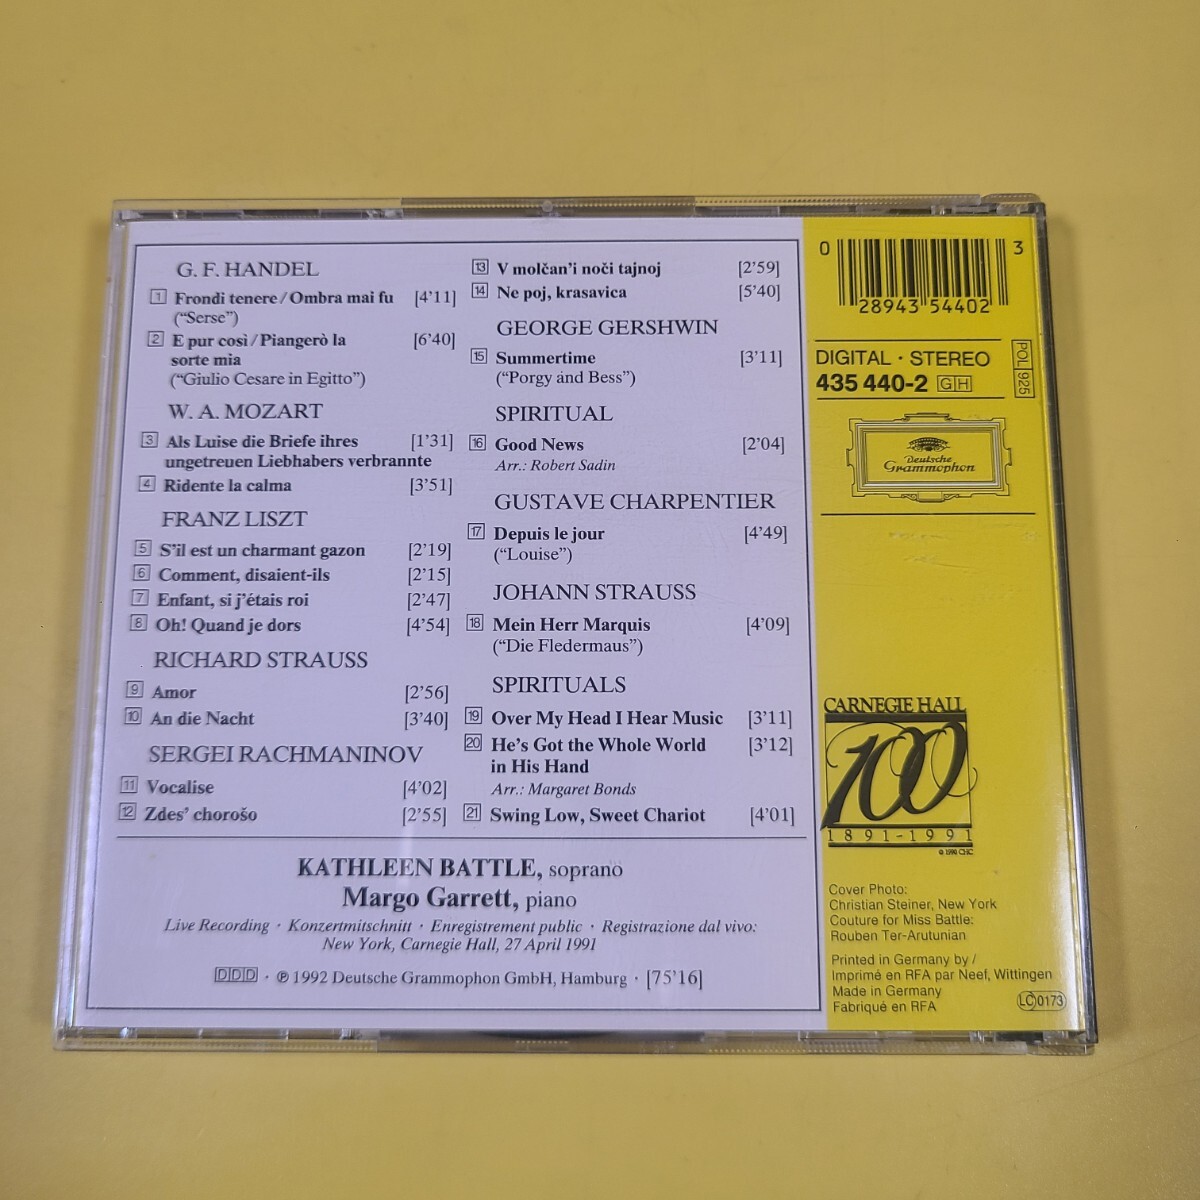 G. F. HANDEL
1 Frondi tenere / Ombra mai fu [4'11]
("Serse")
2 E pur così / Piangerò la [6'40]
sorte mia
("Giulio Cesare in Egitto")
W. A. MOZART
3 Als Luise die Briefe ihres [1'31]
ungetreuen Liebhabers verbrannte
4 Ridente la calma [3'51]
FRANZ LISZT
5 S'il est un charmant gazon [2'19]
6 Comment, disaient-ils [2'15]
7 Enfant, si j'étais roi [2'47]
8 Oh! Quand je dors [4'54]
RICHARD STRAUSS
9 Amor [2'56]
10 An die Nacht [3'40]
SERGEI RACHMANINOV
11 Vocalise [4'02]
12 Zdes' chorošo [2'55]
13 V molčan'i noči tajnoj [2'59]
14 Ne poj, krasavica [5'40]
GEORGE GERSHWIN
15 Summertime [3'11]
("Porgy and Bess")
SPIRITUAL
16 Good News [2'04]
Arr.: Robert Sadin
GUSTAVE CHARPENTIER
17 Depuis le jour [4'49]
("Louise")
JOHANN STRAUSS
18 Mein Herr Marquis [4'09]
("Die Fledermaus")
SPIRITUALS
19 Over My Head I Hear Music [3'11]
20 He's Got the Whole World [3'12]
in His Hand
Arr.: Margaret Bonds
21 Swing Low, Sweet Chariot [4'01]
KATHLEEN BATTLE, soprano
Margo Garrett, piano
Live Recording · Konzertmitschnitt · Enregistrement public · Registrazione dal vivo:
New York, Carnegie Hall, 27 April 1991
DDD · ℗ 1992 Deutsche Grammophon GmbH, Hamburg · [75'16]
0 28943 54402 3
DIGITAL · STEREO
435 440-2 GH
POL 925
Deutsche
Grammophon
CARNEGIE HALL
100
1891-1991
© 1990 CHC
Cover Photo:
Christian Steiner, New York
Couture for Miss Battle:
Rouben Ter-Arutunian
Printed in Germany by /
Imprimé en RFA par Neef, Wittingen
Made in Germany
Fabriqué en RFA
LC 0173